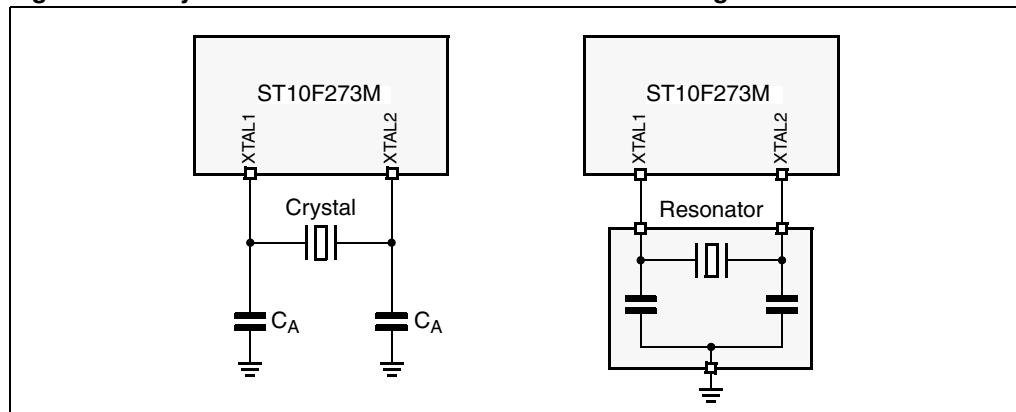 ST10F273M
XTAL1
XTAL2
Crystal
C_A
C_A
ST10F273M
XTAL1
XTAL2
Resonator